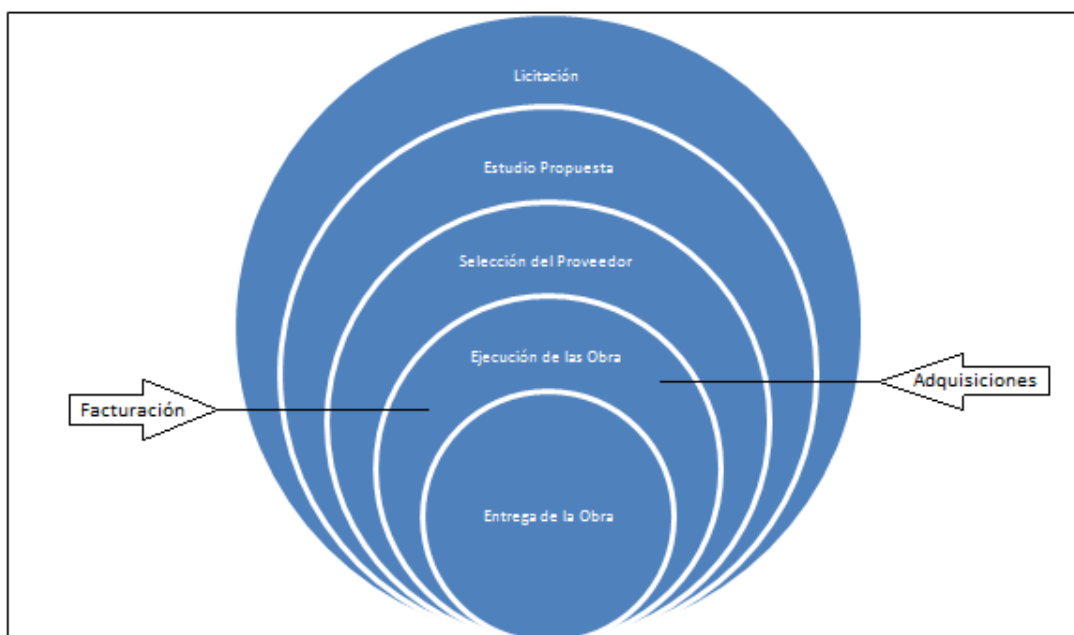 Licitación
Estudio Propuesta
Selección del Proveedor
Ejecución de las Obra
Adquisiciones
Facturación
Entrega de la Obra